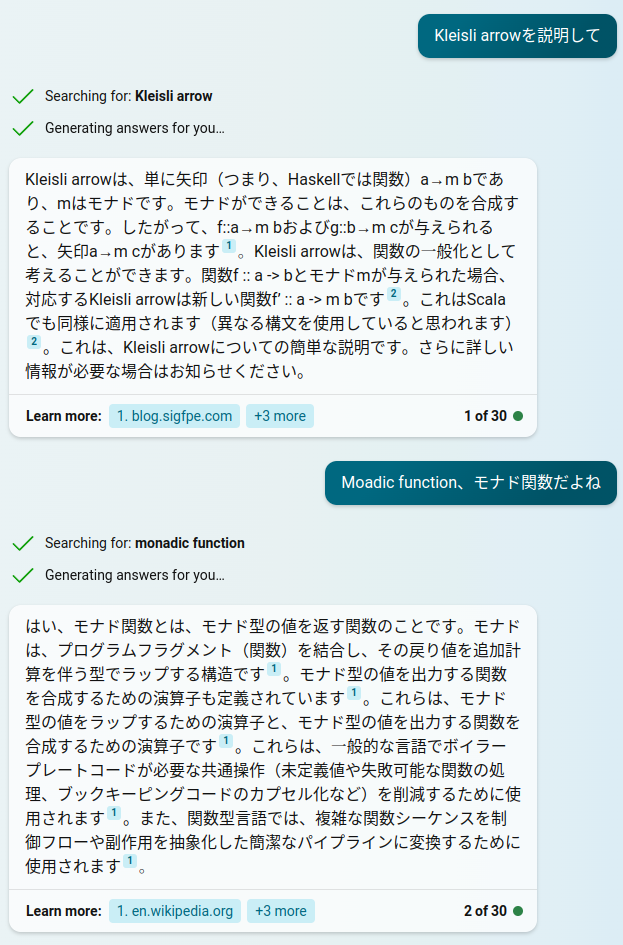 Kleisli arrowを説明して
Searching for: Kleisli arrow
Generating answers for you…
Kleisli arrowは、単に矢印（つまり、Haskellでは関数）a→m bであ
り、mはモナドです。モナドができることは、これらのものを合成す
ることです。したがって、f::a→m bおよびg::b→m cが与えられる
と、矢印a→m cがあります 1 。Kleisli arrowは、関数の一般化として
考えることができます。関数f :: a -> bとモナドmが与えられた場合、
対応するKleisli arrowは新しい関数f’ :: a -> m bです 2 。これはScala
でも同様に適用されます（異なる構文を使用していると思われます）
2 。これは、Kleisli arrowについての簡単な説明です。さらに詳しい
情報が必要な場合はお知らせください。
Learn more: 1. blog.sigfpe.com +3 more 1 of 30
Moadic function、モナド関数だよね
Searching for: monadic function
Generating answers for you…
はい、モナド関数とは、モナド型の値を返す関数のことです。モナド
は、プログラムフラグメント（関数）を結合し、その戻り値を追加計
算を伴う型でラップする構造です 1 。モナド型の値を出力する関数
を合成するための演算子も定義されています 1 。これらは、モナド
型の値をラップするための演算子と、モナド型の値を出力する関数を
合成するための演算子です 1 。これらは、一般的な言語でボイラー
プレートコードが必要な共通操作（未定義値や失敗可能な関数の処
理、ブックキーピングコードのカプセル化など）を削減するために使
用されます 1 。また、関数型言語では、複雑な関数シーケンスを制
御フローや副作用を抽象化した簡潔なパイプラインに変換するために
使用されます 1 。
Learn more: 1. en.wikipedia.org +3 more 2 of 30